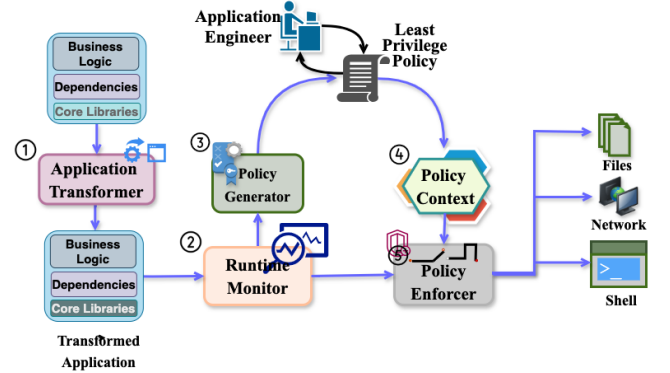 Application
Engineer
Least
Privilege
Policy
Business
Logic
Dependencies
Core Libraries
1
Application
Transformer
3
Policy
Generator
4
Policy
Context
Files
Network
>_
Shell
Business
Logic
Dependencies
Core Libraries
2
Runtime
Monitor
5
Policy
Enforcer
Transformed
Application